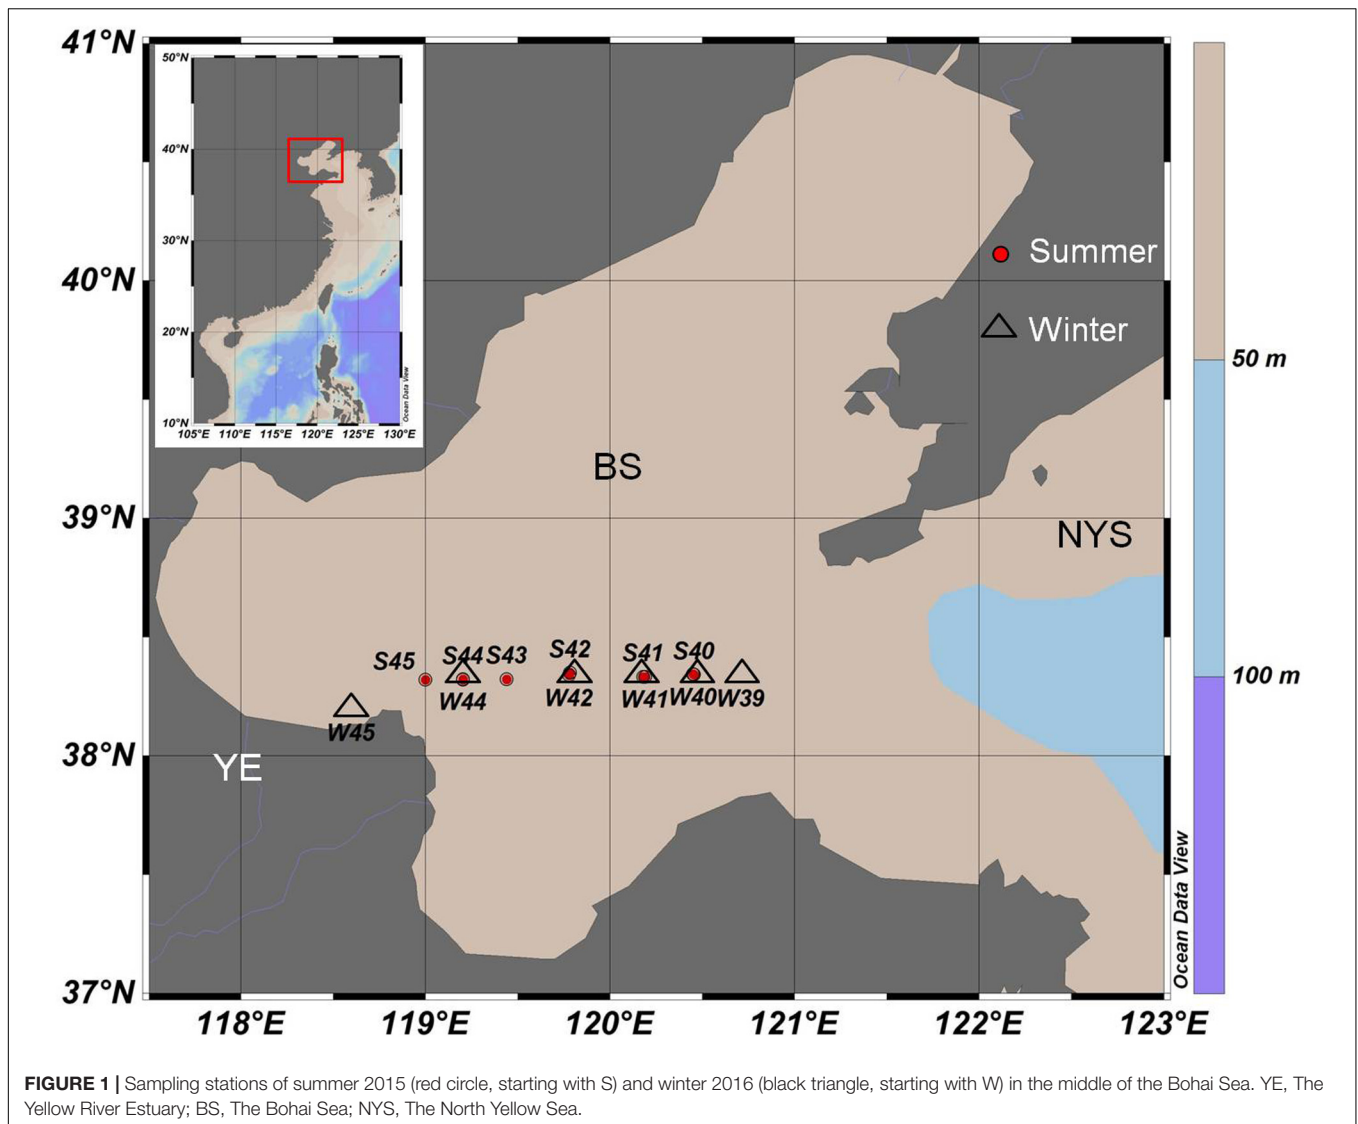 41°N
40°N
39°N
38°N
37°N
118°E 119°E 120°E 121°E 122°E 123°E
50°N
40°N
30°N
20°N
10°N
105°E 110°E 115°E 120°E 125°E 130°E
Ocean Data View
Summer
Winter
50 m
100 m
Ocean Data View
BS
NYS
YE
S45 S44 S43 S42 S41 S40
W45 W44 W42 W41 W40 W39
FIGURE 1 | Sampling stations of summer 2015 (red circle, starting with S) and winter 2016 (black triangle, starting with W) in the middle of the Bohai Sea. YE, The
Yellow River Estuary; BS, The Bohai Sea; NYS, The North Yellow Sea.